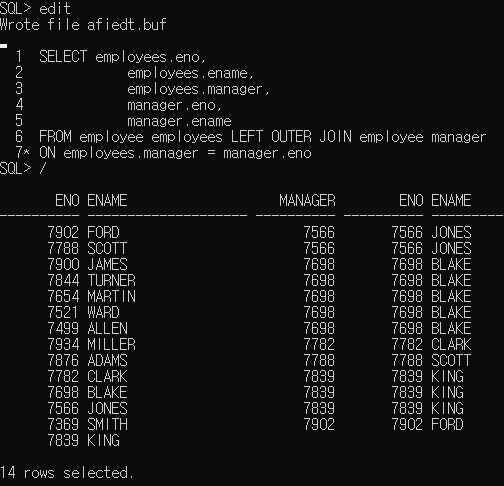 SQL> edit
Wrote file afiedt.buf
1 SELECT employees.eno,
2 employees.ename,
3 employees.manager,
4 manager.eno,
5 manager.ename
6 FROM employee employees LEFT OUTER JOIN employee manager
7* ON employees.manager = manager.eno
SQL> /
ENO ENAME MANAGER ENO ENAME
---------- -------------------- ---------- ---------- --------------------
7902 FORD 7566 7566 JONES
7788 SCOTT 7566 7566 JONES
7900 JAMES 7698 7698 BLAKE
7844 TURNER 7698 7698 BLAKE
7654 MARTIN 7698 7698 BLAKE
7521 WARD 7698 7698 BLAKE
7499 ALLEN 7698 7698 BLAKE
7934 MILLER 7782 7782 CLARK
7876 ADAMS 7788 7788 SCOTT
7782 CLARK 7839 7839 KING
7698 BLAKE 7839 7839 KING
7566 JONES 7839 7839 KING
7369 SMITH 7902 7902 FORD
7839 KING
14 rows selected.